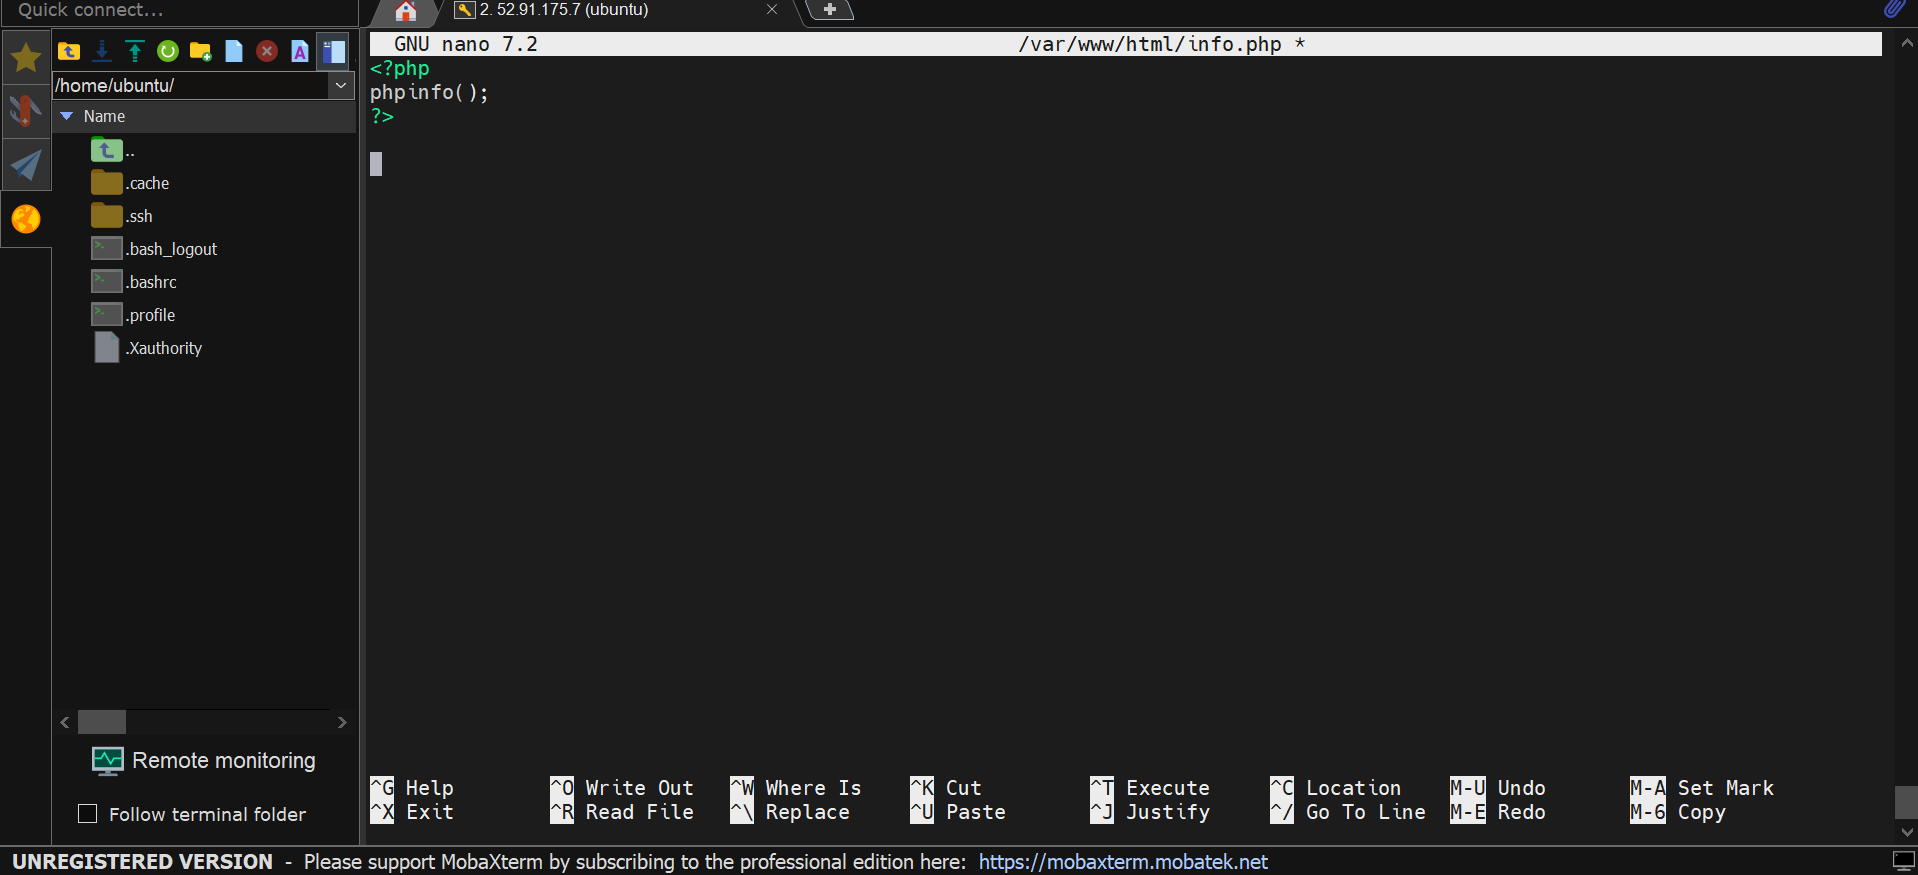 Quick connect...
2. 52.91.175.7 (ubuntu)
/home/ubuntu/
Name
..
.cache
.ssh
.bash_logout
.bashrc
.profile
.Xauthority
Remote monitoring
Follow terminal folder
GNU nano 7.2 /var/www/html/info.php *
<?php
phpinfo();
?>
^G Help ^O Write Out ^W Where Is ^K Cut ^T Execute ^C Location M-U Undo M-A Set Mark
^X Exit ^R Read File ^\ Replace ^U Paste ^J Justify ^/ Go To Line M-E Redo M-6 Copy
UNREGISTERED VERSION - Please support MobaXterm by subscribing to the professional edition here: https://mobaxterm.mobatek.net